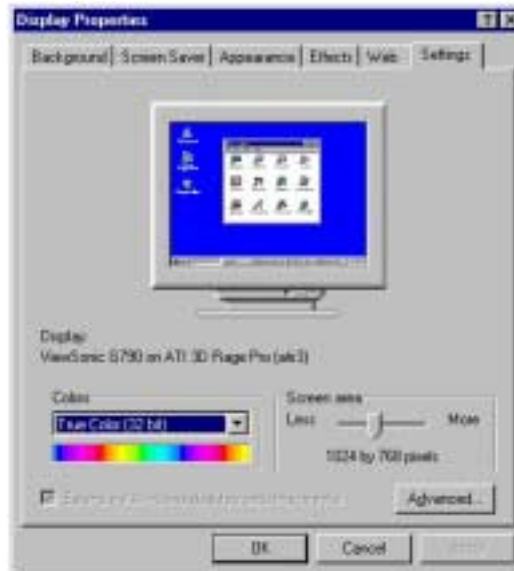 Display Properties
Background Screen Saver Appearance Effects Web Settings
Display:
ViewSonic G790 on ATI 3D Rage Pro
Colors
True Color (32 bit)
Screen area
Less More
1024 by 768 pixels
Advanced...
OK Cancel Apply